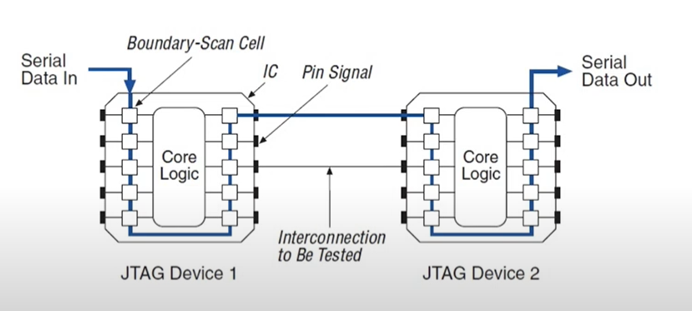 Boundary-Scan Cell
Serial
Data In
IC
Pin Signal
Serial
Data Out
Core
Logic
Core
Logic
Interconnection
to Be Tested
JTAG Device 1
JTAG Device 2